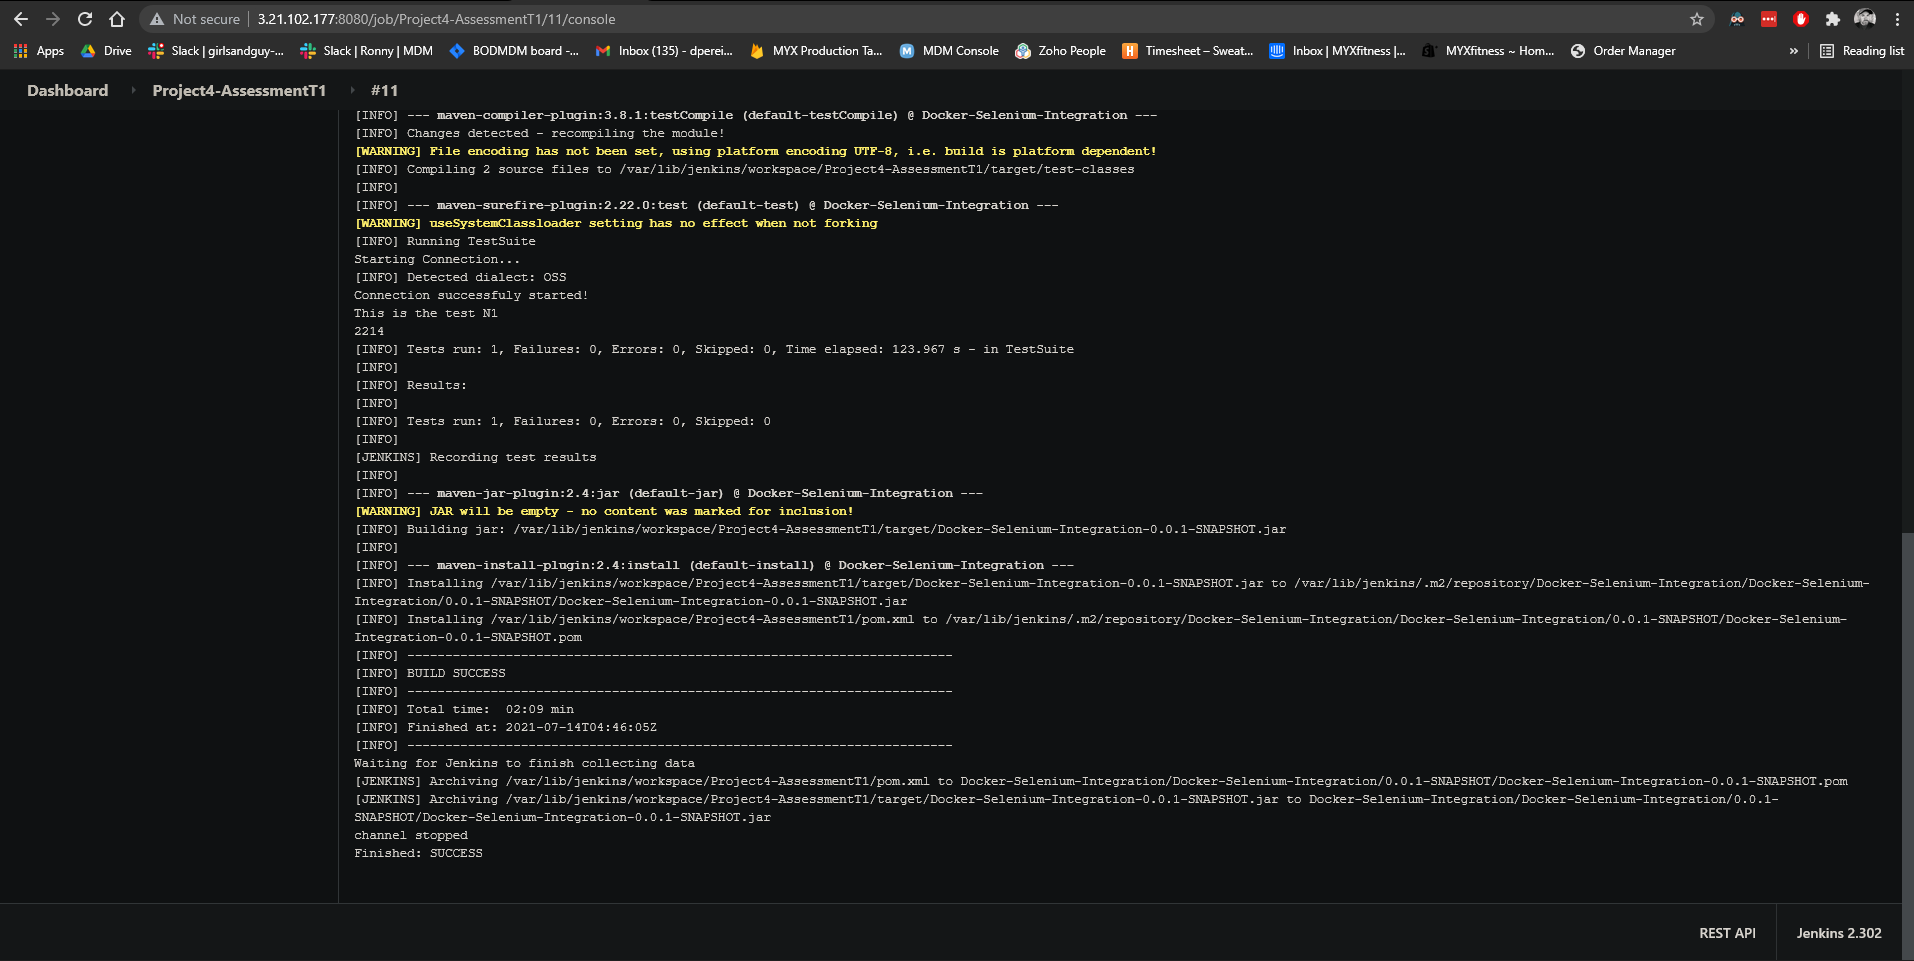 Not secure | 3.21.102.177:8080/job/Project4-AssessmentT1/11/console
Apps Drive Slack | girlsandguy-... Slack | Ronny | MDM BODMDM board -... Inbox (135) - dperei... MYX Production Ta... MDM Console Zoho People Timesheet – Sweat... Inbox | MYXfitness |... MYXfitness ~ Hom... Order Manager » Reading list
Dashboard Project4-AssessmentT1 #11
[INFO] --- maven-compiler-plugin:3.8.1:testCompile (default-testCompile) @ Docker-Selenium-Integration ---
[INFO] Changes detected - recompiling the module!
[WARNING] File encoding has not been set, using platform encoding UTF-8, i.e. build is platform dependent!
[INFO] Compiling 2 source files to /var/lib/jenkins/workspace/Project4-AssessmentT1/target/test-classes
[INFO]
[INFO] --- maven-surefire-plugin:2.22.0:test (default-test) @ Docker-Selenium-Integration ---
[WARNING] useSystemClassloader setting has no effect when not forking
[INFO] Running TestSuite
Starting Connection...
[INFO] Detected dialect: OSS
Connection successfuly started!
This is the test N1
2214
[INFO] Tests run: 1, Failures: 0, Errors: 0, Skipped: 0, Time elapsed: 123.967 s - in TestSuite
[INFO]
[INFO] Results:
[INFO]
[INFO] Tests run: 1, Failures: 0, Errors: 0, Skipped: 0
[INFO]
[JENKINS] Recording test results
[INFO]
[INFO] --- maven-jar-plugin:2.4:jar (default-jar) @ Docker-Selenium-Integration ---
[WARNING] JAR will be empty - no content was marked for inclusion!
[INFO] Building jar: /var/lib/jenkins/workspace/Project4-AssessmentT1/target/Docker-Selenium-Integration-0.0.1-SNAPSHOT.jar
[INFO]
[INFO] --- maven-install-plugin:2.4:install (default-install) @ Docker-Selenium-Integration ---
[INFO] Installing /var/lib/jenkins/workspace/Project4-AssessmentT1/target/Docker-Selenium-Integration-0.0.1-SNAPSHOT.jar to /var/lib/jenkins/.m2/repository/Docker-Selenium-Integration/Docker-Selenium-
Integration/0.0.1-SNAPSHOT/Docker-Selenium-Integration-0.0.1-SNAPSHOT.jar
[INFO] Installing /var/lib/jenkins/workspace/Project4-AssessmentT1/pom.xml to /var/lib/jenkins/.m2/repository/Docker-Selenium-Integration/Docker-Selenium-Integration/0.0.1-SNAPSHOT/Docker-Selenium-
Integration-0.0.1-SNAPSHOT.pom
[INFO] ------------------------------------------------------------------------
[INFO] BUILD SUCCESS
[INFO] ------------------------------------------------------------------------
[INFO] Total time:  02:09 min
[INFO] Finished at: 2021-07-14T04:46:05Z
[INFO] ------------------------------------------------------------------------
Waiting for Jenkins to finish collecting data
[JENKINS] Archiving /var/lib/jenkins/workspace/Project4-AssessmentT1/pom.xml to Docker-Selenium-Integration/Docker-Selenium-Integration/0.0.1-SNAPSHOT/Docker-Selenium-Integration-0.0.1-SNAPSHOT.pom
[JENKINS] Archiving /var/lib/jenkins/workspace/Project4-AssessmentT1/target/Docker-Selenium-Integration-0.0.1-SNAPSHOT.jar to Docker-Selenium-Integration/Docker-Selenium-Integration/0.0.1-
SNAPSHOT/Docker-Selenium-Integration-0.0.1-SNAPSHOT.jar
channel stopped
Finished: SUCCESS
REST API Jenkins 2.302